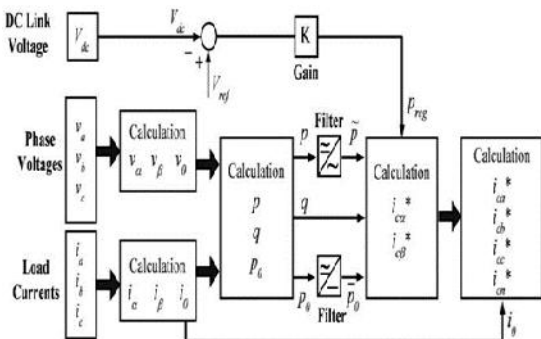 DC Link Voltage
V_dc
V_dc
− +
V_ref
K
Gain
p_reg
Phase Voltages
v_a
v_b
v_c
Calculation
v_α v_β v_0
Load Currents
i_a
i_b
i_c
Calculation
i_α i_β i_0
Calculation
p
q
p_0
p
Filter
p̃
q
p_0
Filter
p̄_0
Calculation
i_cα*
i_cβ*
Calculation
i_ca*
i_cb*
i_cc*
i_cn*
i_0